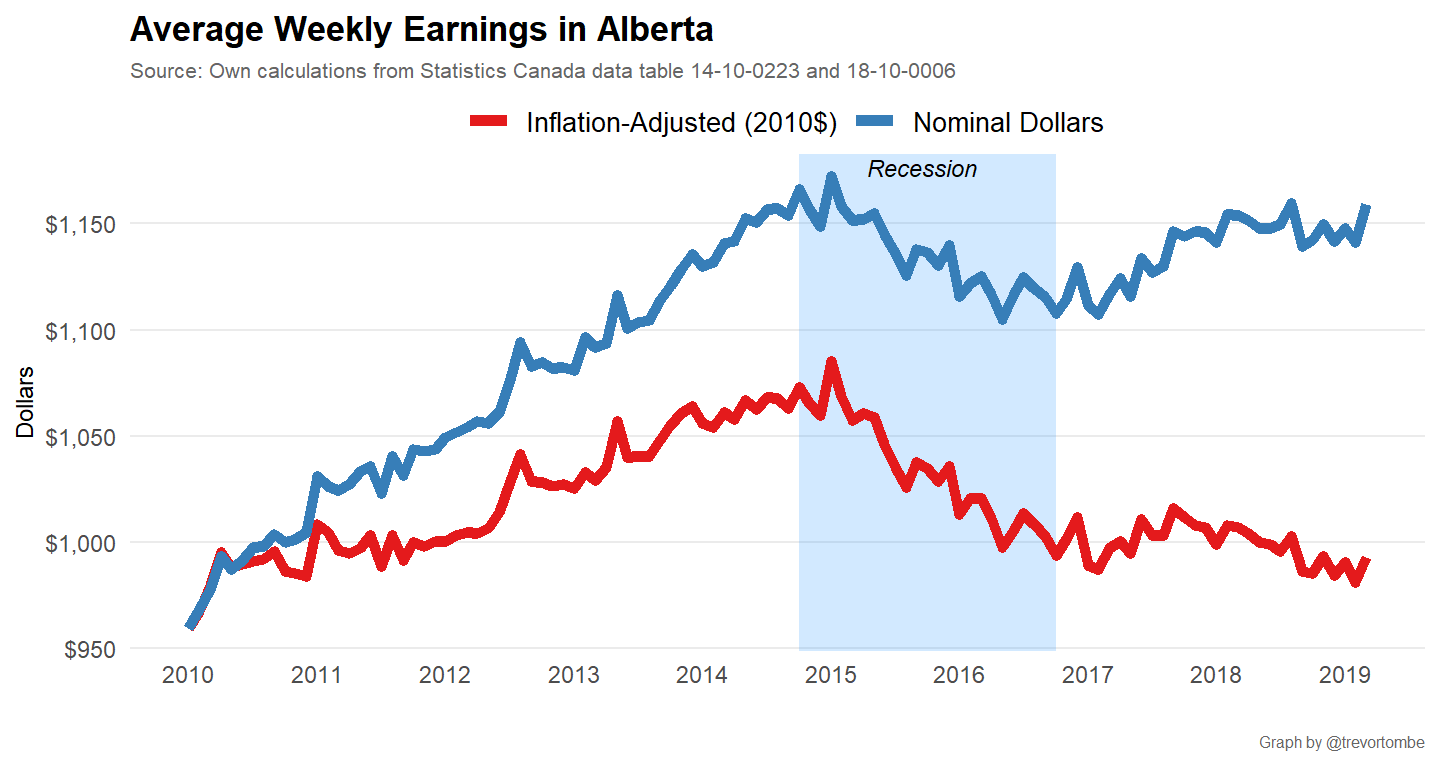 Average Weekly Earnings in Alberta
Source: Own calculations from Statistics Canada data table 14-10-0223 and 18-10-0006
Inflation-Adjusted (2010$) Nominal Dollars
Recession
$1,150
$1,100
$1,050
$1,000
$950
Dollars
2010 2011 2012 2013 2014 2015 2016 2017 2018 2019
Graph by @trevortombe